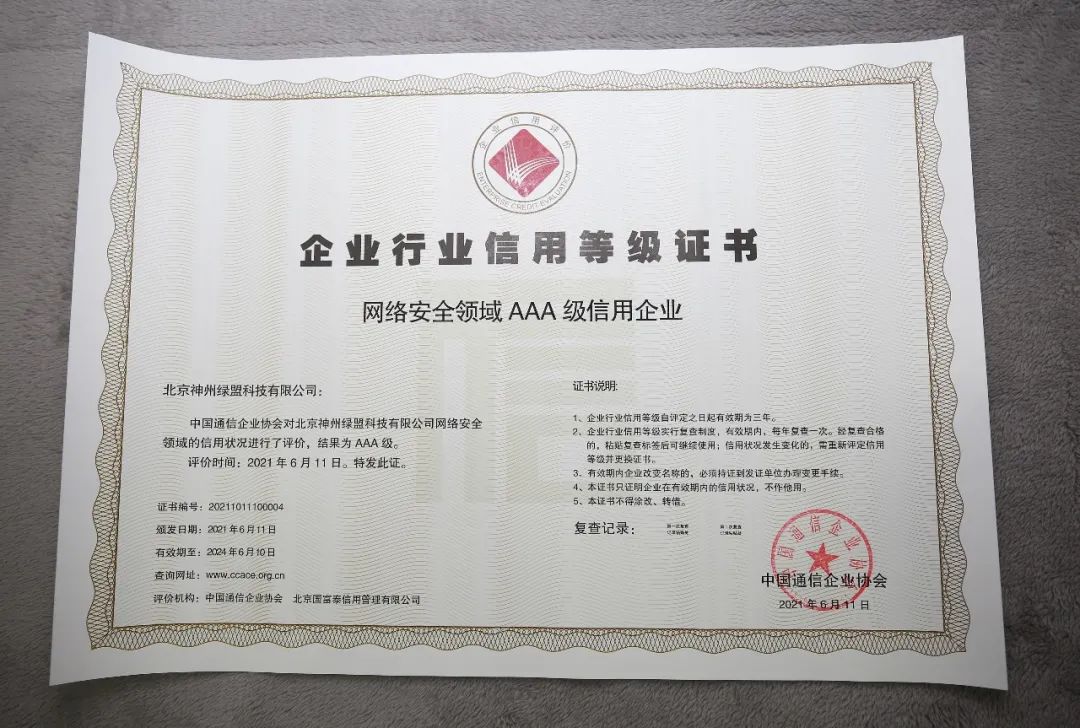 企业信用评价
ENTERPRISE CREDIT EVALUATION
企业行业信用等级证书
网络安全领域 AAA 级信用企业
北京神州绿盟科技有限公司：
中国通信企业协会对北京神州绿盟科技有限公司网络安全
领域的信用状况进行了评价，结果为 AAA 级。
评价时间：2021 年 6 月 11 日。特发此证。
证书编号：20211011100004
颁发日期：2021 年 6 月 11 日
有效期至：2024 年 6 月 10 日
查询网址：www.ccace.org.cn
评价机构：中国通信企业协会 北京国富泰信用管理有限公司
证书说明：
1、企业行业信用等级自评定之日起有效期为三年。
2、企业行业信用等级实行复查制度，有效期内，每年复查一次。经复查合格
的，粘贴复查标签后可继续使用；信用状况发生变化的，需重新评定信用
等级并更换证书。
3、有效期内企业改变名称的，必须持证到发证单位办理变更手续。
4、本证书只证明企业在有效期内的信用状况，不作他用。
5、本证书不得涂改、转借。
复查记录：
中国通信企业协会
中国通信企业协会
2021 年 6 月 11 日